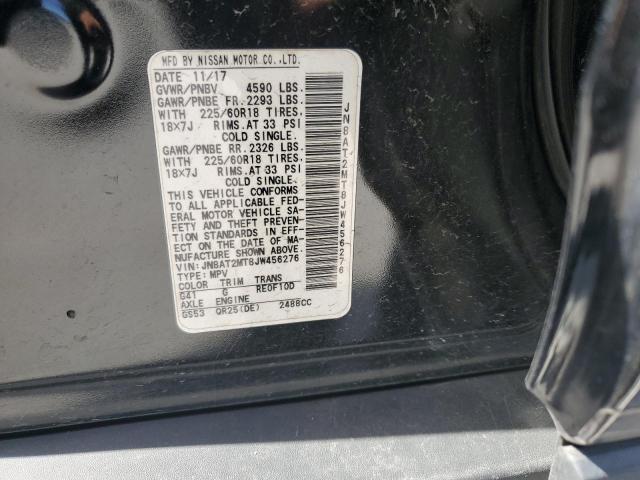 MFD BY NISSAN MOTOR CO.,LTD.
DATE 11/17
GVWR/PNBV 4590 LBS.
GAWR/PNBE FR. 2293 LBS.
WITH 225/60R18 TIRES.
18X7J RIMS.AT 33 PSI
COLD SINGLE.
GAWR/PNBE RR. 2326 LBS.
WITH 225/60R18 TIRES.
18X7J RIMS.AT 33 PSI
COLD SINGLE.
THIS VEHICLE CONFORMS
TO ALL APPLICABLE FED-
ERAL MOTOR VEHICLE SA-
FETY AND THEFT PREVENTION
STANDARDS IN EFF-
ECT ON THE DATE OF MA-
NUFACTURE SHOWN ABOVE.
VIN: JN8AT2MT8JW456276
TYPE: MPV
COLOR TRIM TRANS
G41 G RE0F10D
AXLE ENGINE
GS53 QR25(DE) 2488CC
JN8AT2MT8JW456276